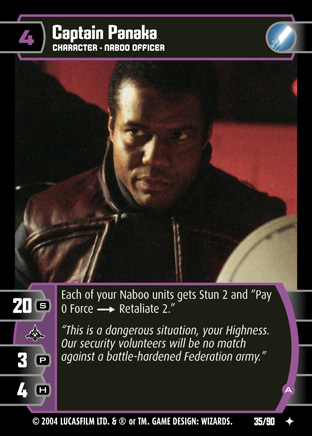 4
Captain Panaka
CHARACTER • NABOO OFFICER
Each of your Naboo units gets Stun 2 and “Pay
0 Force → Retaliate 2.”
“This is a dangerous situation, your Highness.
Our security volunteers will be no match
against a battle-hardened Federation army.”
20 S
3 P
4 H
A
© 2004 LUCASFILM LTD. & ® or TM. GAME DESIGN: WIZARDS. 35/90